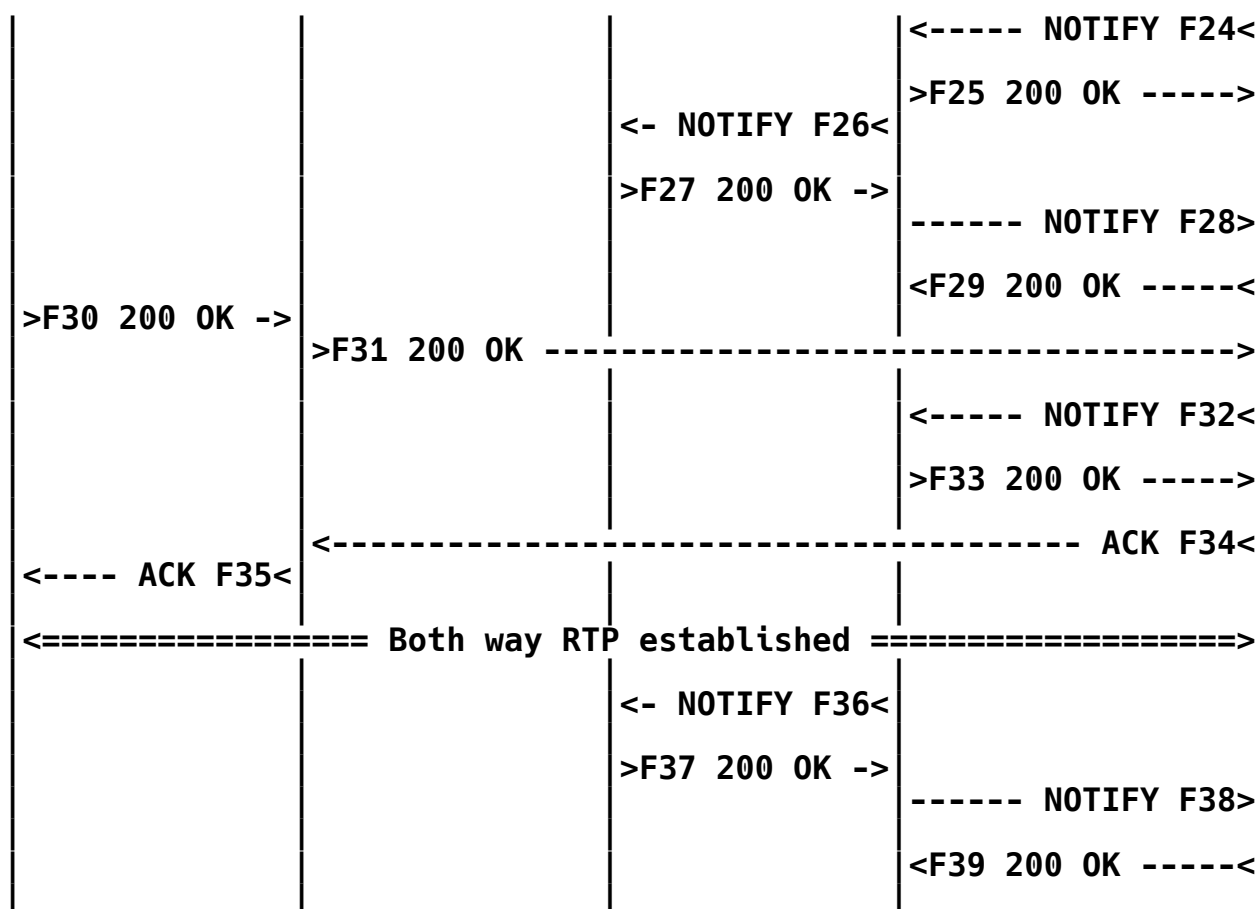 <----- NOTIFY F24<
>F25 200 OK ----->
<- NOTIFY F26<
>F27 200 OK ->
------ NOTIFY F28>
<F29 200 OK -----<
>F30 200 OK ->
>F31 200 OK ------------------------------------>
<----- NOTIFY F32<
>F33 200 OK ----->
<--------------------------------------- ACK F34<
<---- ACK F35<
<================= Both way RTP established ===================>
<- NOTIFY F36<
>F37 200 OK ->
------ NOTIFY F38>
<F39 200 OK -----<